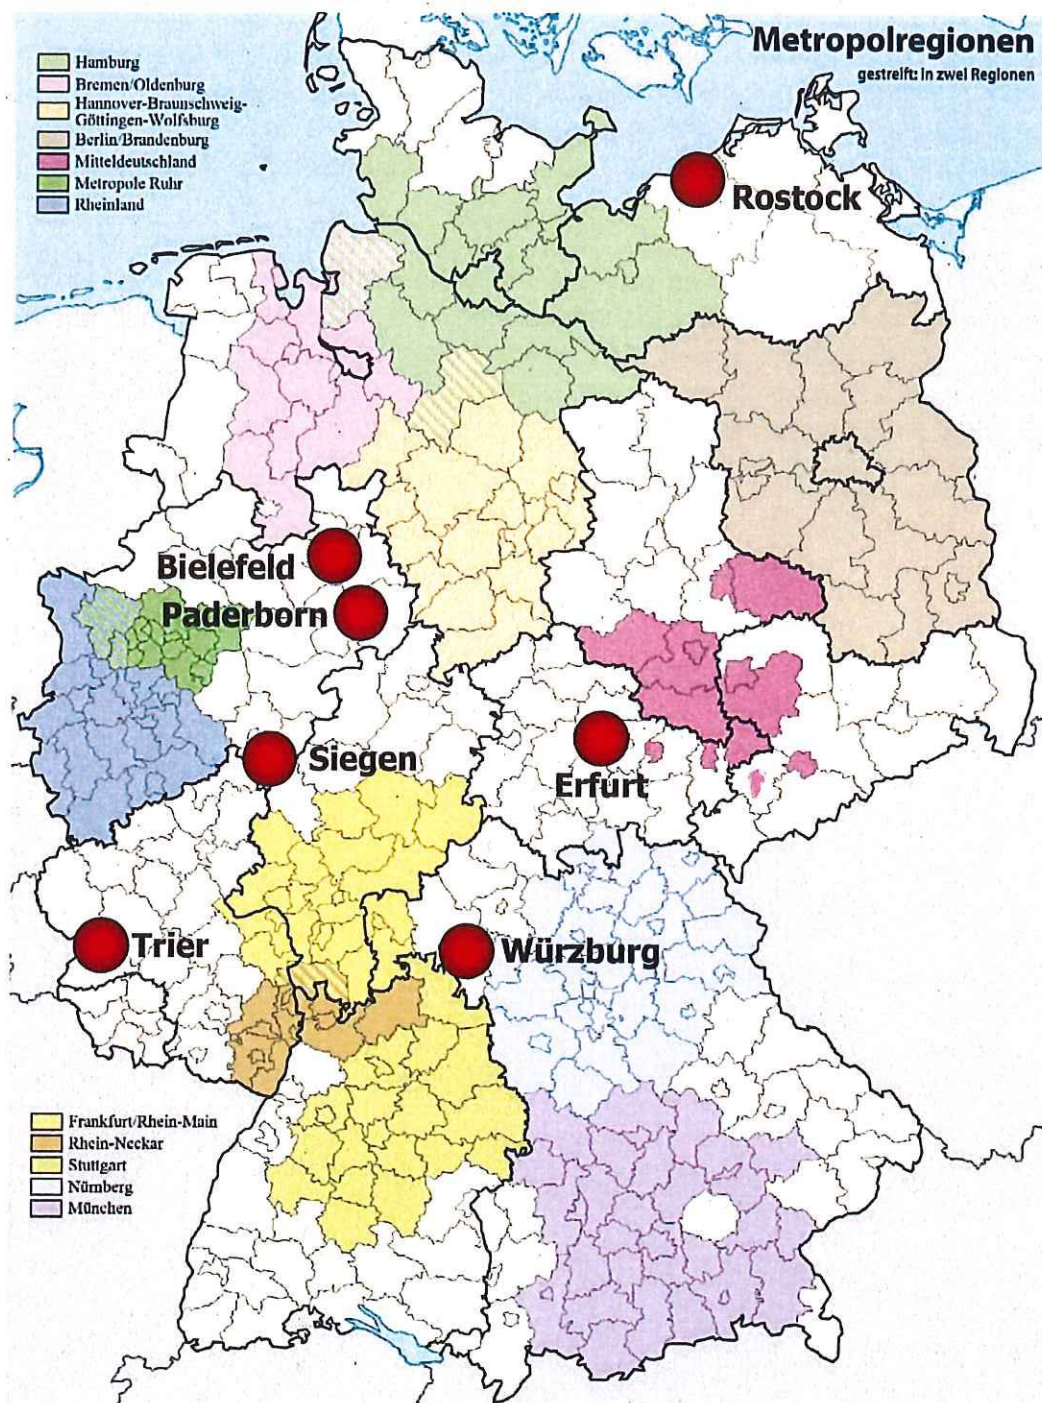 Metropolregionen
gestreift: in zwei Regionen
Hamburg
Bremen/Oldenburg
Hannover-Braunschweig-
Göttingen-Wolfsburg
Berlin/Brandenburg
Mitteldeutschland
Metropole Ruhr
Rheinland
Rostock
Bielefeld
Paderborn
Siegen
Erfurt
Trier
Würzburg
Frankfurt/Rhein-Main
Rhein-Neckar
Stuttgart
Nürnberg
München